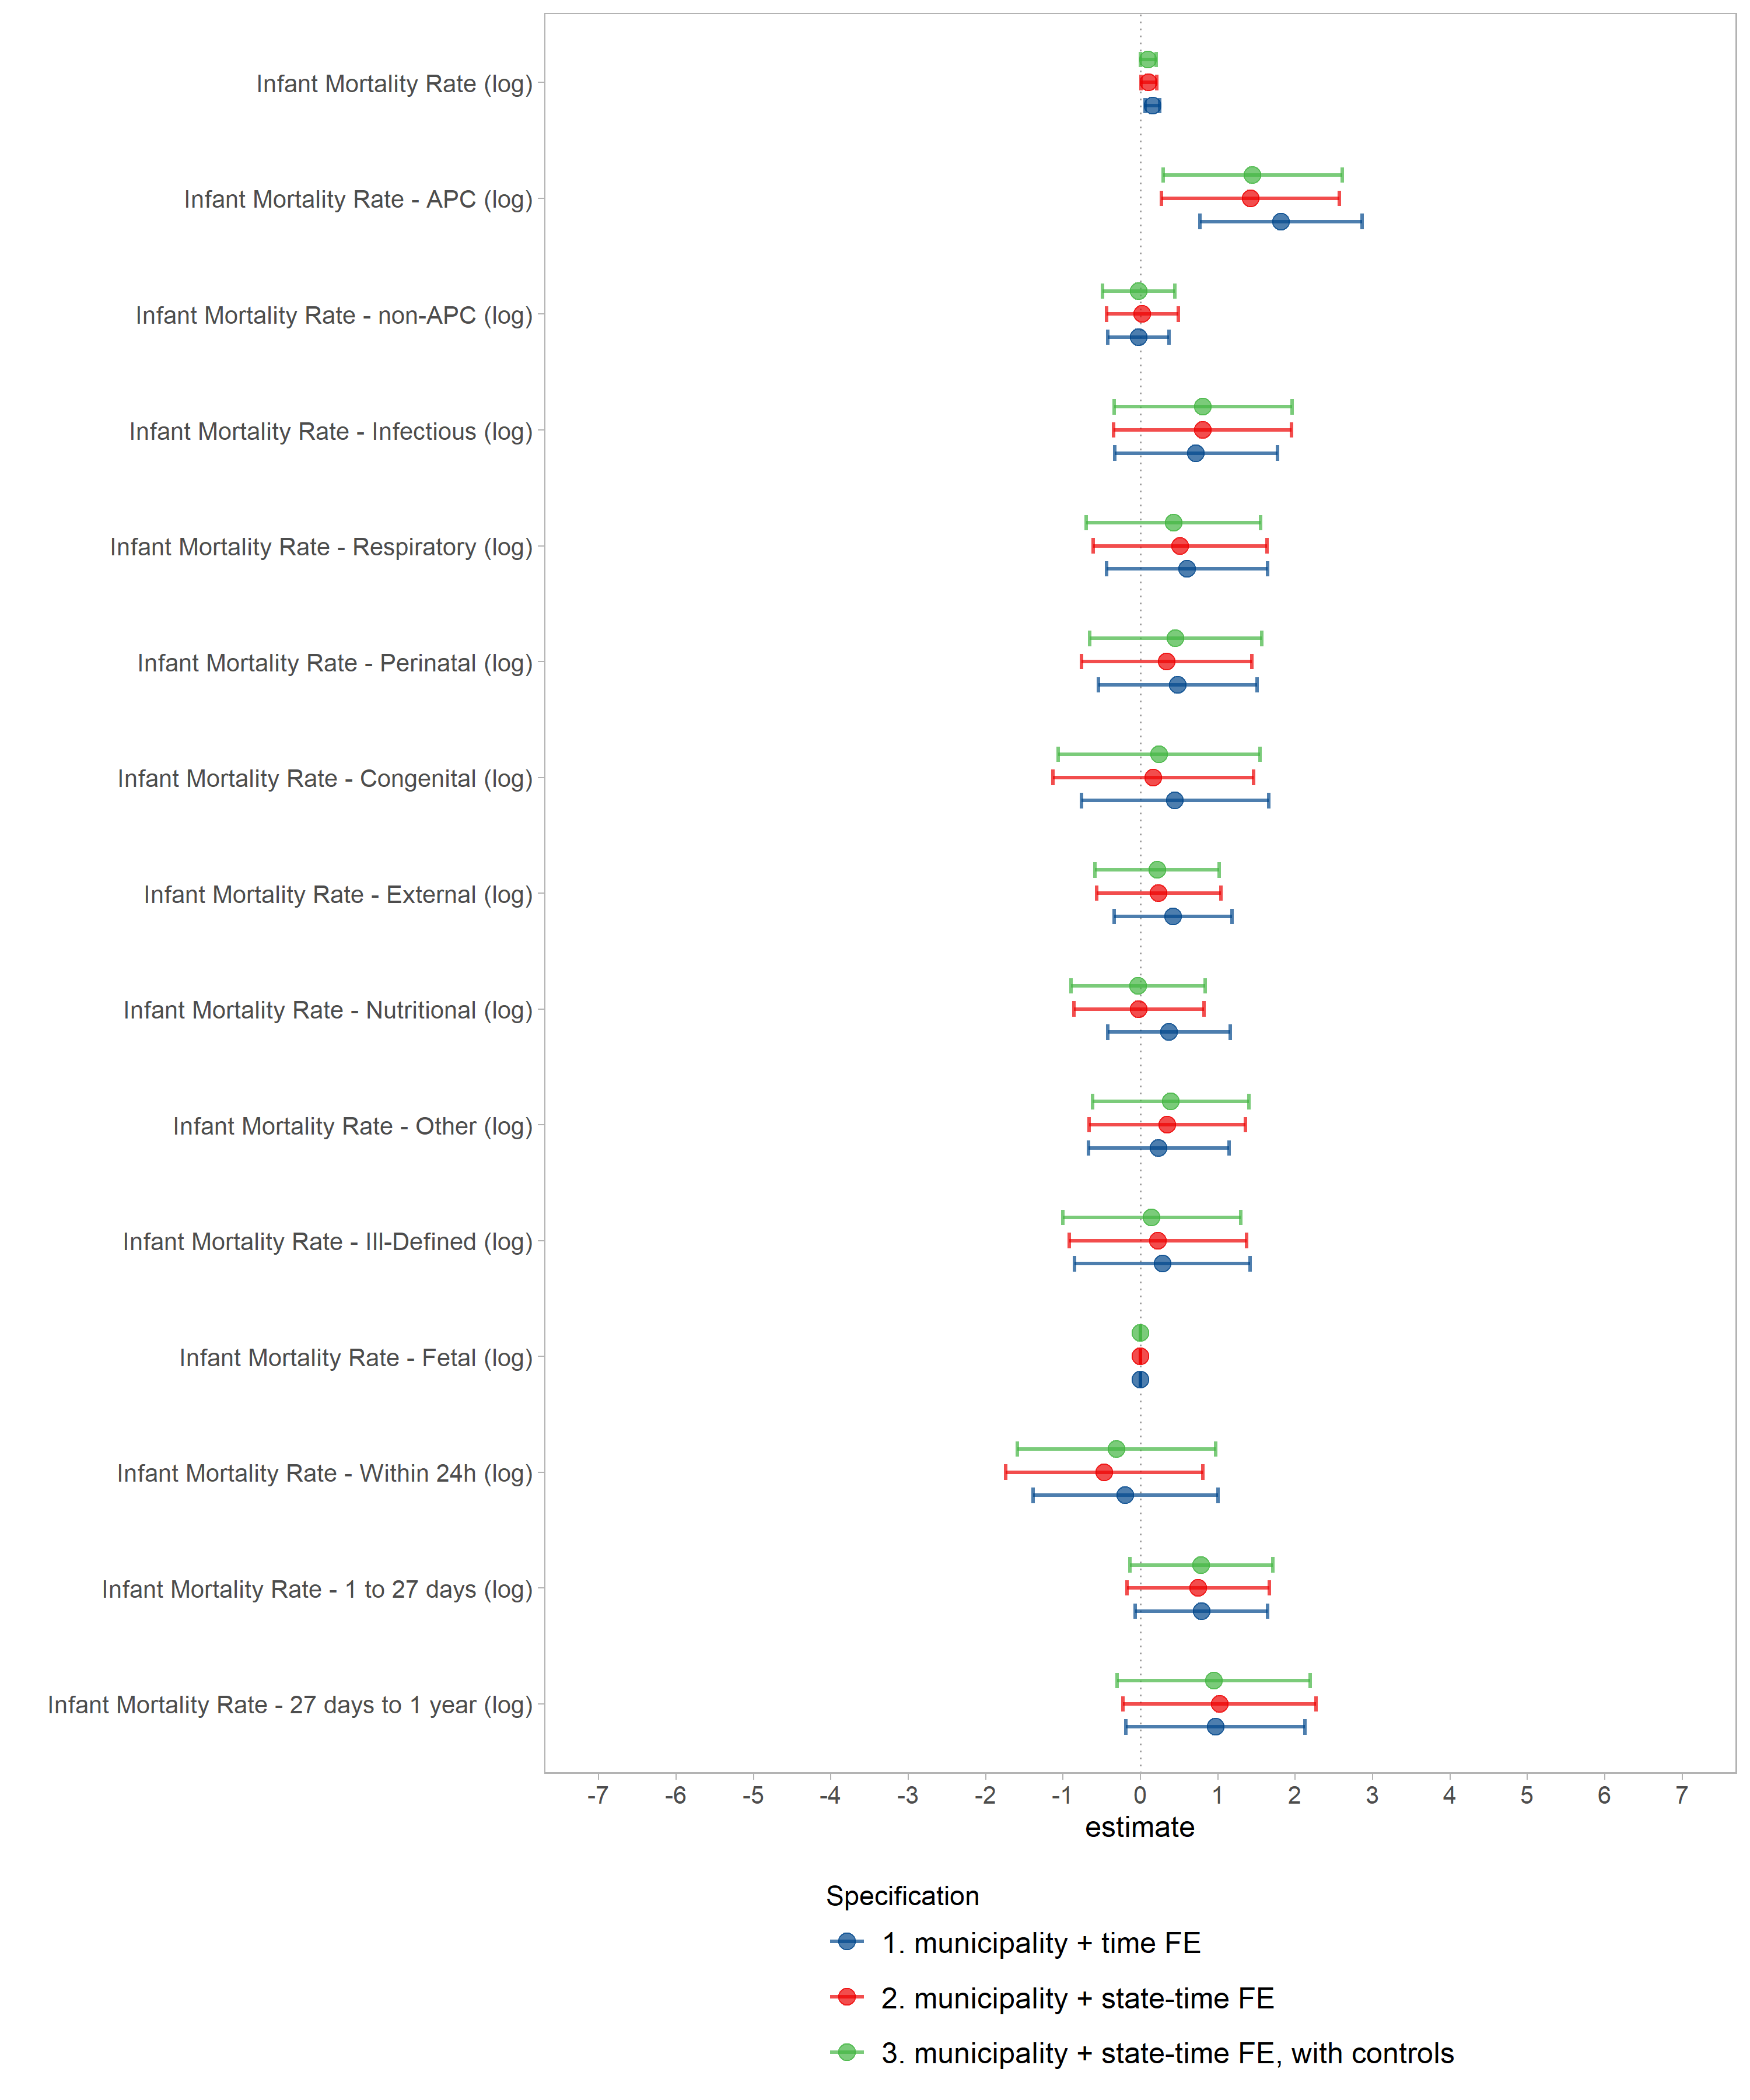 Infant Mortality Rate (log)
Infant Mortality Rate - APC (log)
Infant Mortality Rate - non-APC (log)
Infant Mortality Rate - Infectious (log)
Infant Mortality Rate - Respiratory (log)
Infant Mortality Rate - Perinatal (log)
Infant Mortality Rate - Congenital (log)
Infant Mortality Rate - External (log)
Infant Mortality Rate - Nutritional (log)
Infant Mortality Rate - Other (log)
Infant Mortality Rate - Ill-Defined (log)
Infant Mortality Rate - Fetal (log)
Infant Mortality Rate - Within 24h (log)
Infant Mortality Rate - 1 to 27 days (log)
Infant Mortality Rate - 27 days to 1 year (log)
-7 -6 -5 -4 -3 -2 -1 0 1 2 3 4 5 6 7
estimate
Specification
1. municipality + time FE
2. municipality + state-time FE
3. municipality + state-time FE, with controls